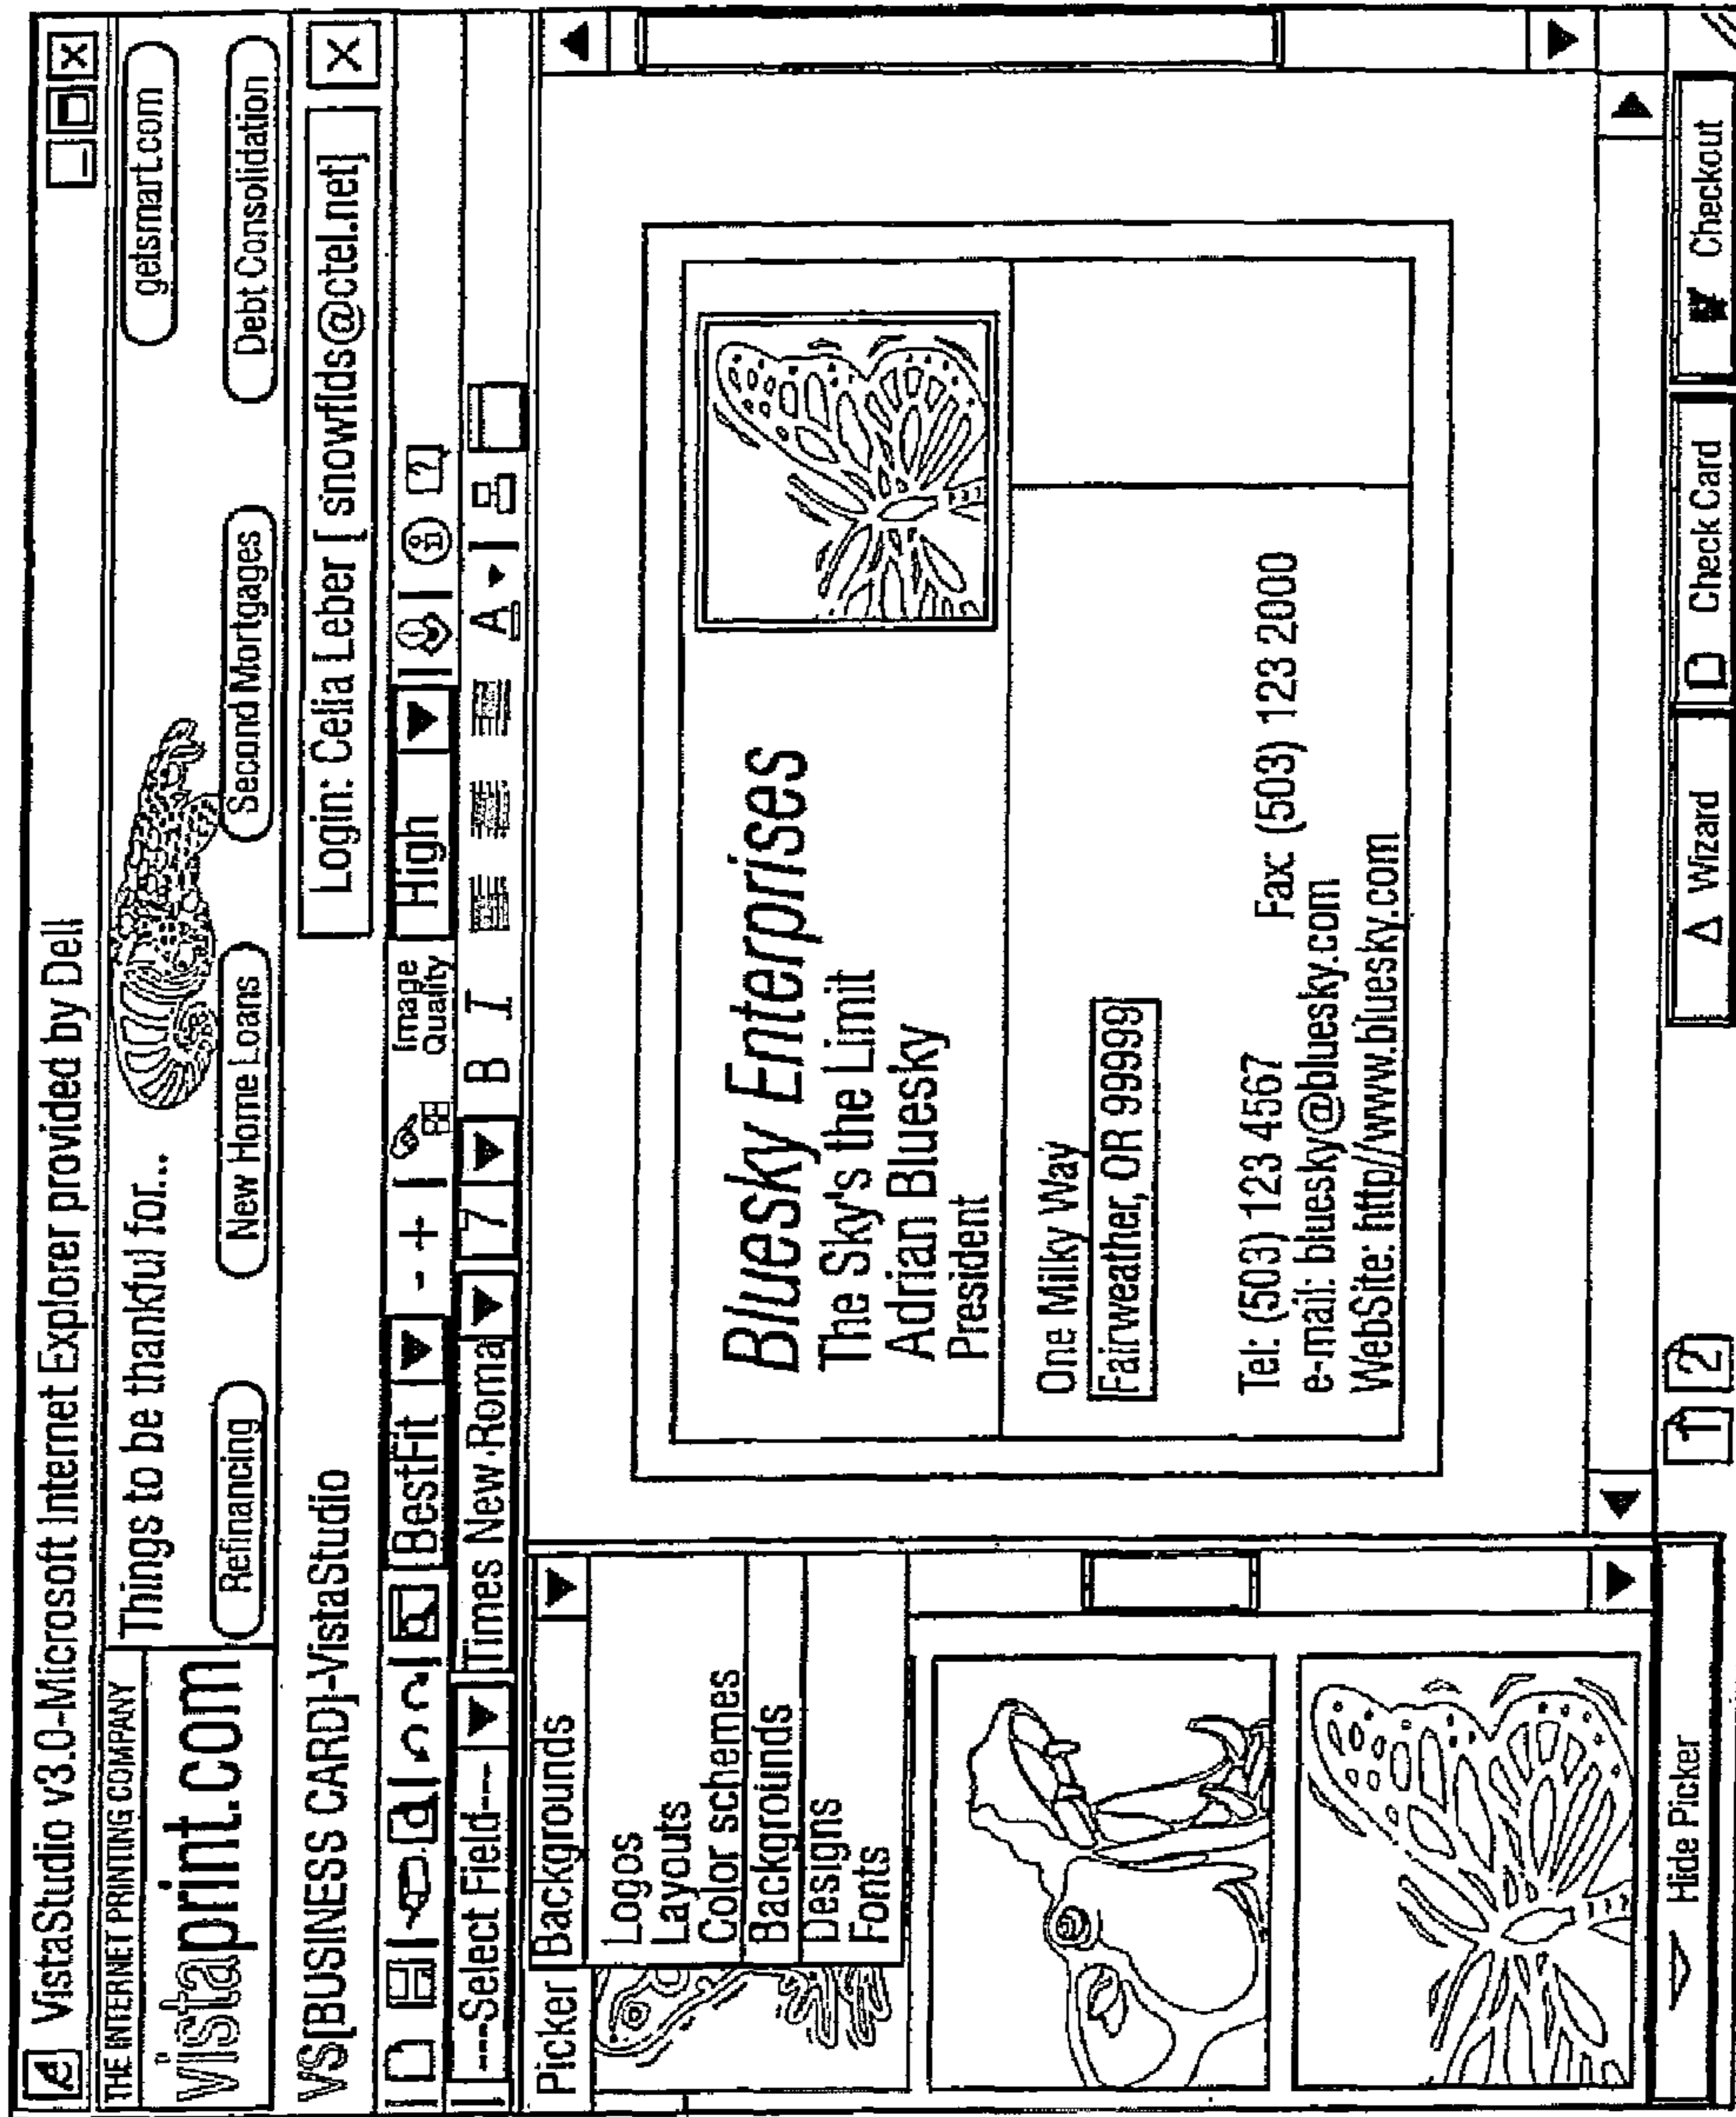 VistaStudio v3.0-Microsoft Internet Explorer provided by Dell
THE INTERNET PRINTING COMPANY
vistaprint.com
Things to be thankful for...
getsmart.com
Refinancing
New Home Loans
Second Mortgages
Debt Consolidation
VS[BUSINESS CARD]-VistaStudio
Login: Celia Leber [ snowflds@ctel.net]
BestFit - + Image Quality High
---Select Field--- Times New Roma 7 B I A
Picker Backgrounds
Logos
Layouts
Color schemes
Backgrounds
Designs
Fonts
Bluesky Enterprises
The Sky's the Limit
Adrian Bluesky
President
One Milky Way
Fairweather, OR 99999
Tel: (503) 123 4567 Fax: (503) 123 2000
e-mail: bluesky@bluesky.com
WebSite: http//www.bluesky.com
Hide Picker
1 2
Wizard
Check Card
Checkout